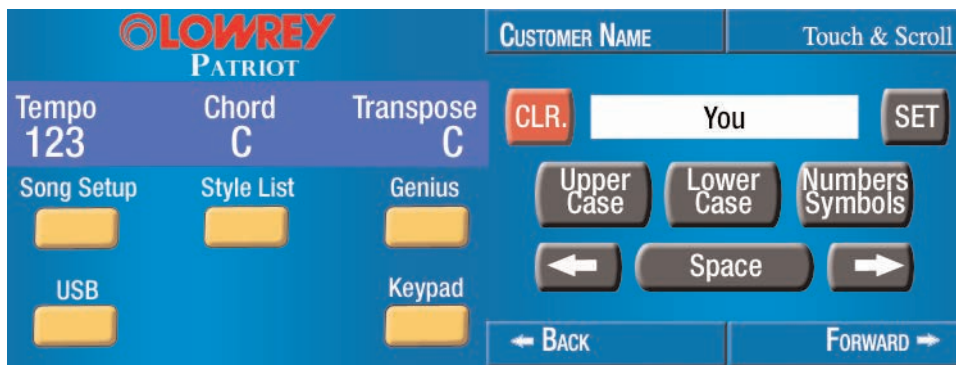 LOWREY
PATRIOT
Tempo Chord Transpose
123 C C
Song Setup Style List Genius
USB Keypad
CUSTOMER NAME Touch & Scroll
CLR. You SET
Upper Case Lower Case Numbers Symbols
Space
BACK FORWARD